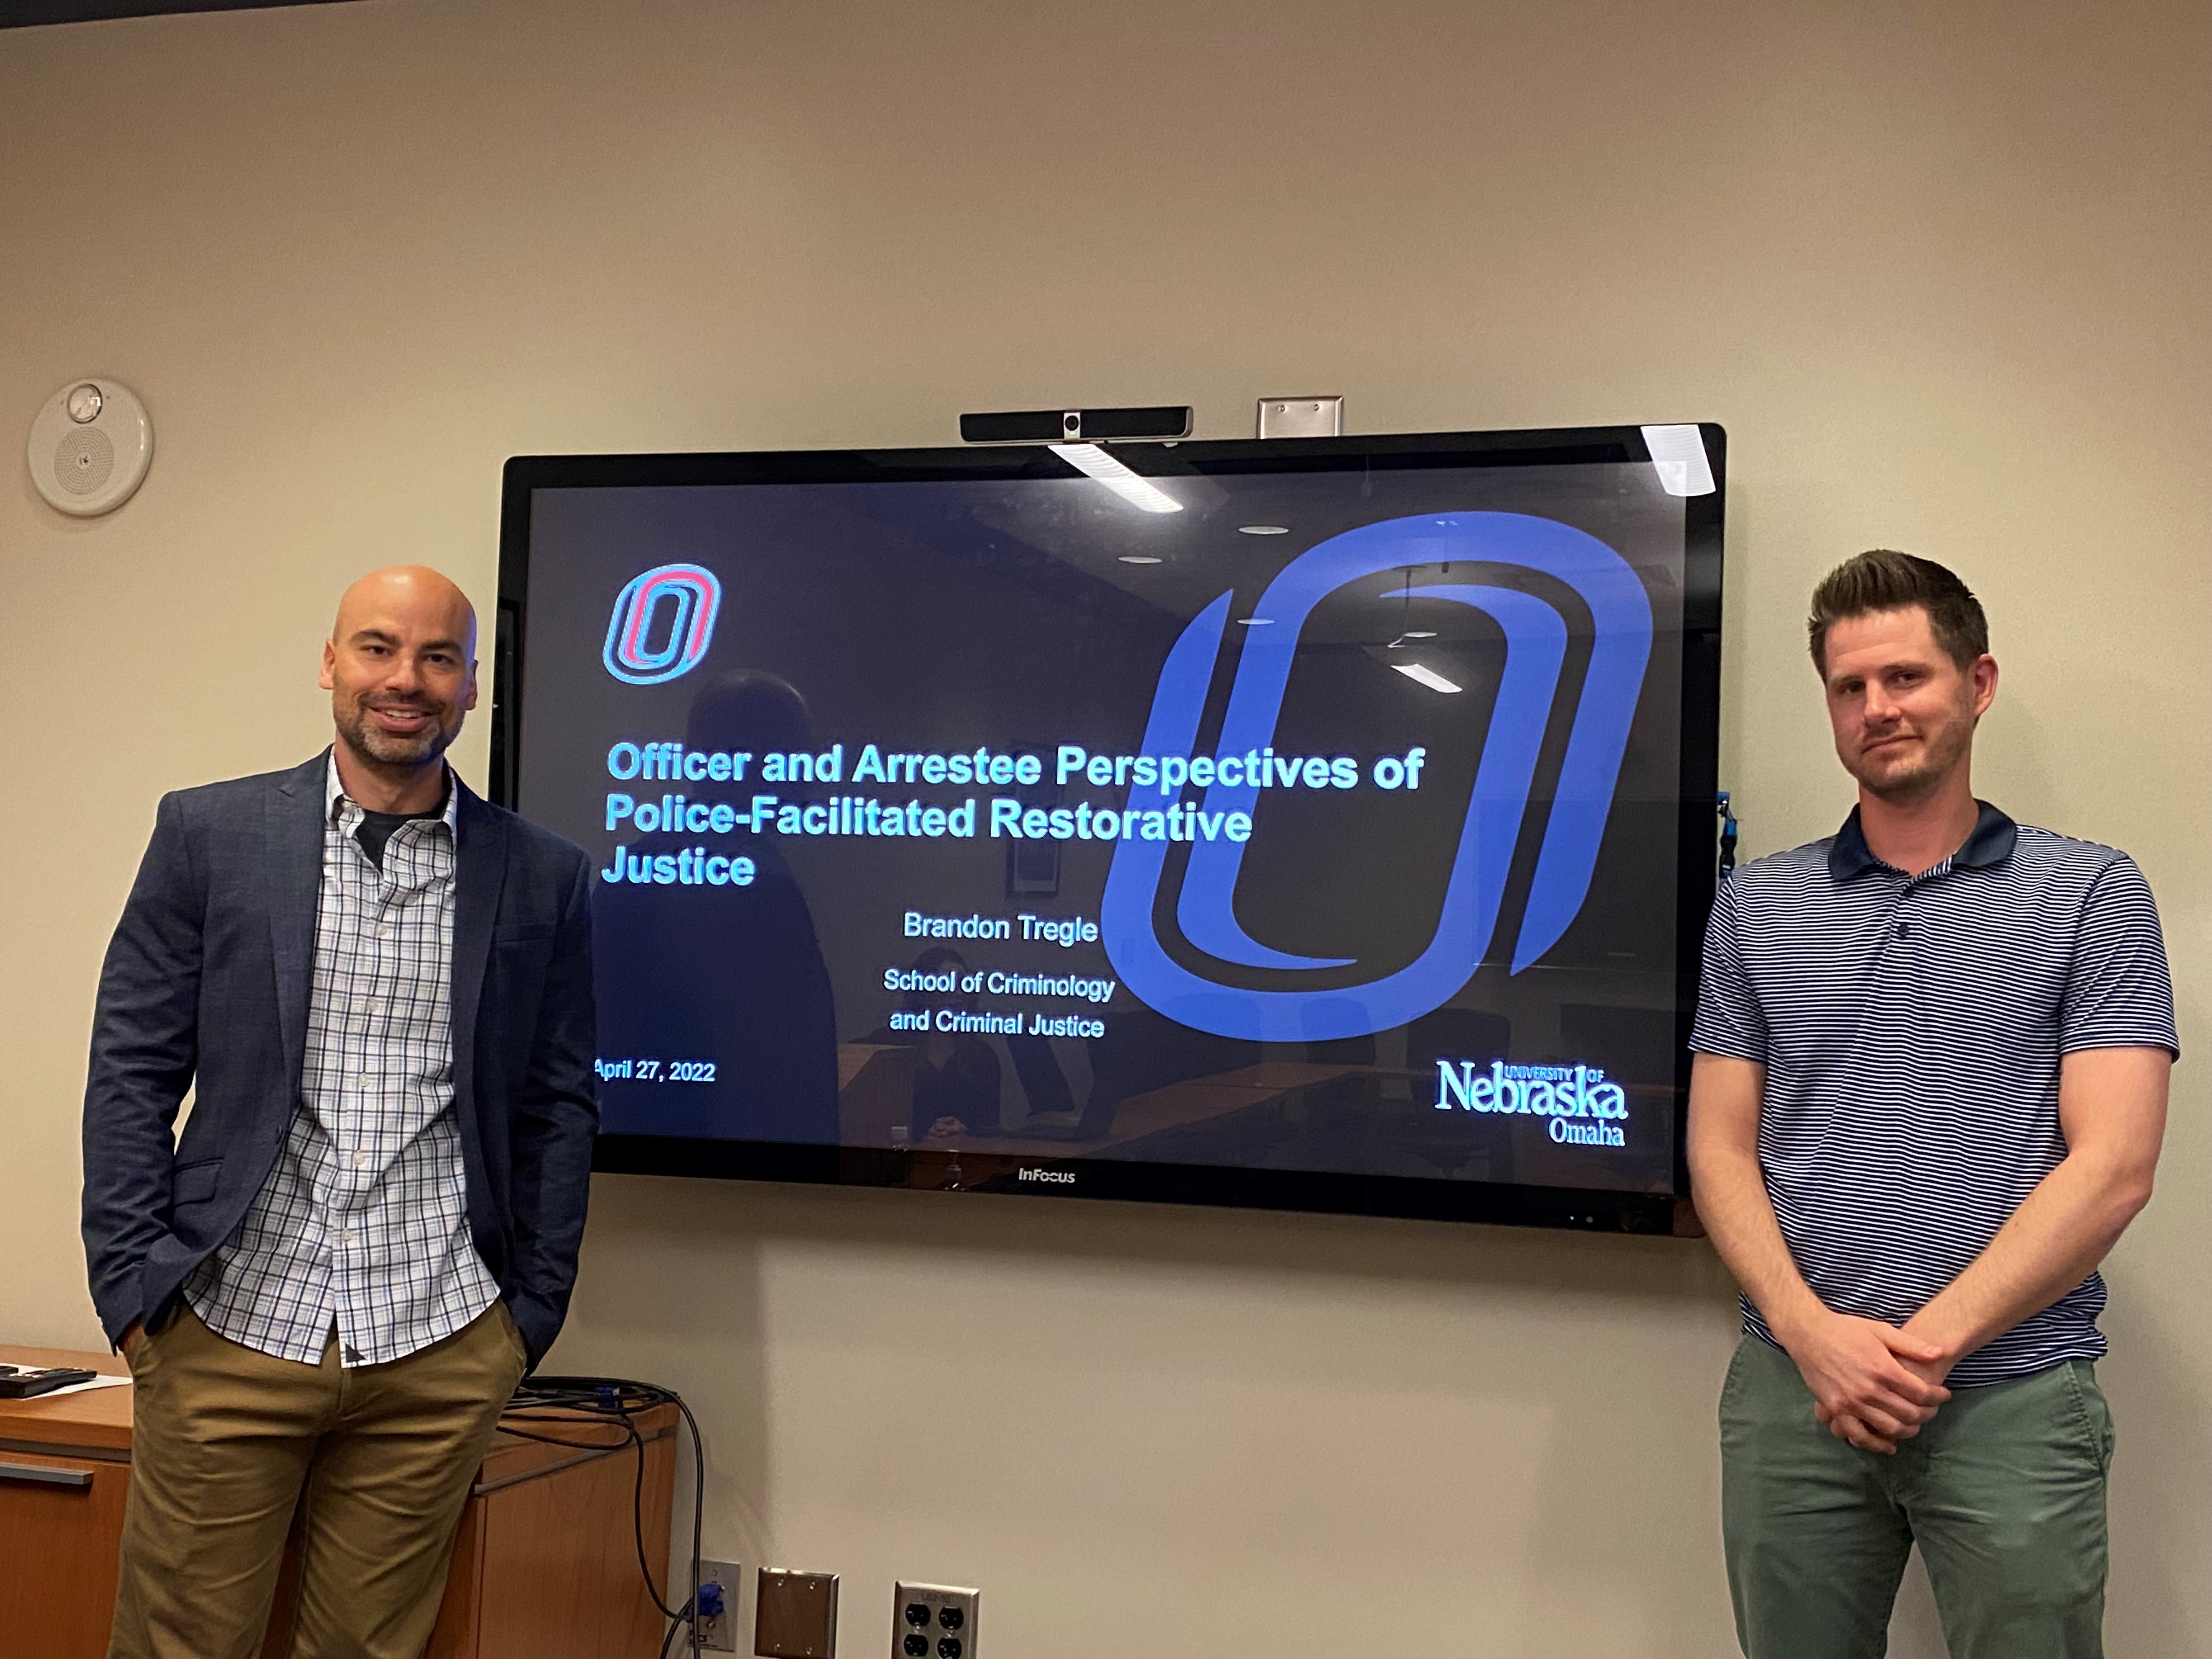 Officer and Arrestee Perspectives of
Police-Facilitated Restorative
Justice
Brandon Tregle
School of Criminology
and Criminal Justice
April 27, 2022
UNIVERSITY OF
Nebraska
Omaha
InFocus